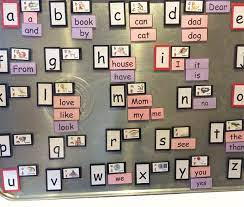 c d Dear
a book can dad
and by cat dog
f g h i
From house I it
have is
k l m n
love Mom no
like my me
look
p q r s t
see the
than
u v w x y z
we you
yes